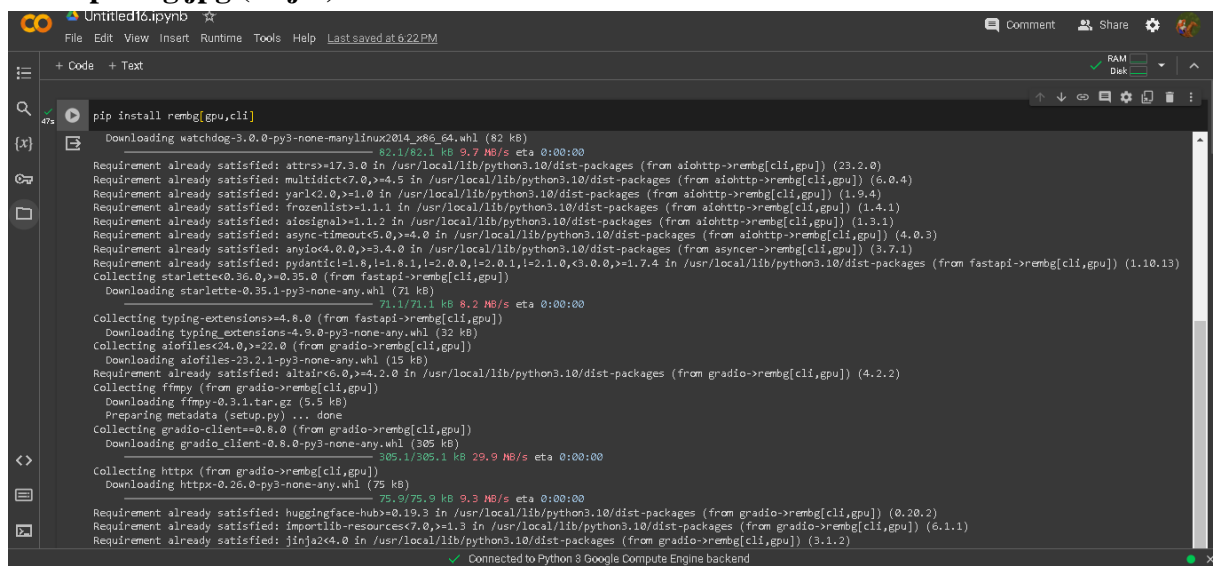 Untitled16.ipynb
Comment Share
File Edit View Insert Runtime Tools Help Last saved at 6:22 PM
+ Code + Text
RAM
Disk
47s
pip install rembg[gpu,cli]
{x}
Downloading watchdog-3.0.0-py3-none-manylinux2014_x86_64.whl (82 kB)
82.1/82.1 kB 9.7 MB/s eta 0:00:00
Requirement already satisfied: attrs>=17.3.0 in /usr/local/lib/python3.10/dist-packages (from aiohttp->rembg[cli,gpu]) (23.2.0)
Requirement already satisfied: multidict<7.0,>=4.5 in /usr/local/lib/python3.10/dist-packages (from aiohttp->rembg[cli,gpu]) (6.0.4)
Requirement already satisfied: yarl<2.0,>=1.0 in /usr/local/lib/python3.10/dist-packages (from aiohttp->rembg[cli,gpu]) (1.9.4)
Requirement already satisfied: frozenlist>=1.1.1 in /usr/local/lib/python3.10/dist-packages (from aiohttp->rembg[cli,gpu]) (1.4.1)
Requirement already satisfied: aiosignal>=1.1.2 in /usr/local/lib/python3.10/dist-packages (from aiohttp->rembg[cli,gpu]) (1.3.1)
Requirement already satisfied: async-timeout<5.0,>=4.0 in /usr/local/lib/python3.10/dist-packages (from aiohttp->rembg[cli,gpu]) (4.0.3)
Requirement already satisfied: anyio<4.0.0,>=3.4.0 in /usr/local/lib/python3.10/dist-packages (from asyncer->rembg[cli,gpu]) (3.7.1)
Requirement already satisfied: pydantic!=1.8,!=1.8.1,!=2.0.0,!=2.0.1,!=2.1.0,<3.0.0,>=1.7.4 in /usr/local/lib/python3.10/dist-packages (from fastapi->rembg[cli,gpu]) (1.10.13)
Collecting starlette<0.36.0,>=0.35.0 (from fastapi->rembg[cli,gpu])
Downloading starlette-0.35.1-py3-none-any.whl (71 kB)
71.1/71.1 kB 8.2 MB/s eta 0:00:00
Collecting typing-extensions>=4.8.0 (from fastapi->rembg[cli,gpu])
Downloading typing_extensions-4.9.0-py3-none-any.whl (32 kB)
Collecting aiofiles<24.0,>=22.0 (from gradio->rembg[cli,gpu])
Downloading aiofiles-23.2.1-py3-none-any.whl (15 kB)
Requirement already satisfied: altair<6.0,>=4.2.0 in /usr/local/lib/python3.10/dist-packages (from gradio->rembg[cli,gpu]) (4.2.2)
Collecting ffmpy (from gradio->rembg[cli,gpu])
Downloading ffmpy-0.3.1.tar.gz (5.5 kB)
Preparing metadata (setup.py) ... done
Collecting gradio-client==0.8.0 (from gradio->rembg[cli,gpu])
Downloading gradio_client-0.8.0-py3-none-any.whl (305 kB)
305.1/305.1 kB 29.9 MB/s eta 0:00:00
Collecting httpx (from gradio->rembg[cli,gpu])
Downloading httpx-0.26.0-py3-none-any.whl (75 kB)
75.9/75.9 kB 9.3 MB/s eta 0:00:00
Requirement already satisfied: huggingface-hub>=0.19.3 in /usr/local/lib/python3.10/dist-packages (from gradio->rembg[cli,gpu]) (0.20.2)
Requirement already satisfied: importlib-resources<7.0,>=1.3 in /usr/local/lib/python3.10/dist-packages (from gradio->rembg[cli,gpu]) (6.1.1)
Requirement already satisfied: jinja2<4.0 in /usr/local/lib/python3.10/dist-packages (from gradio->rembg[cli,gpu]) (3.1.2)
Connected to Python 3 Google Compute Engine backend